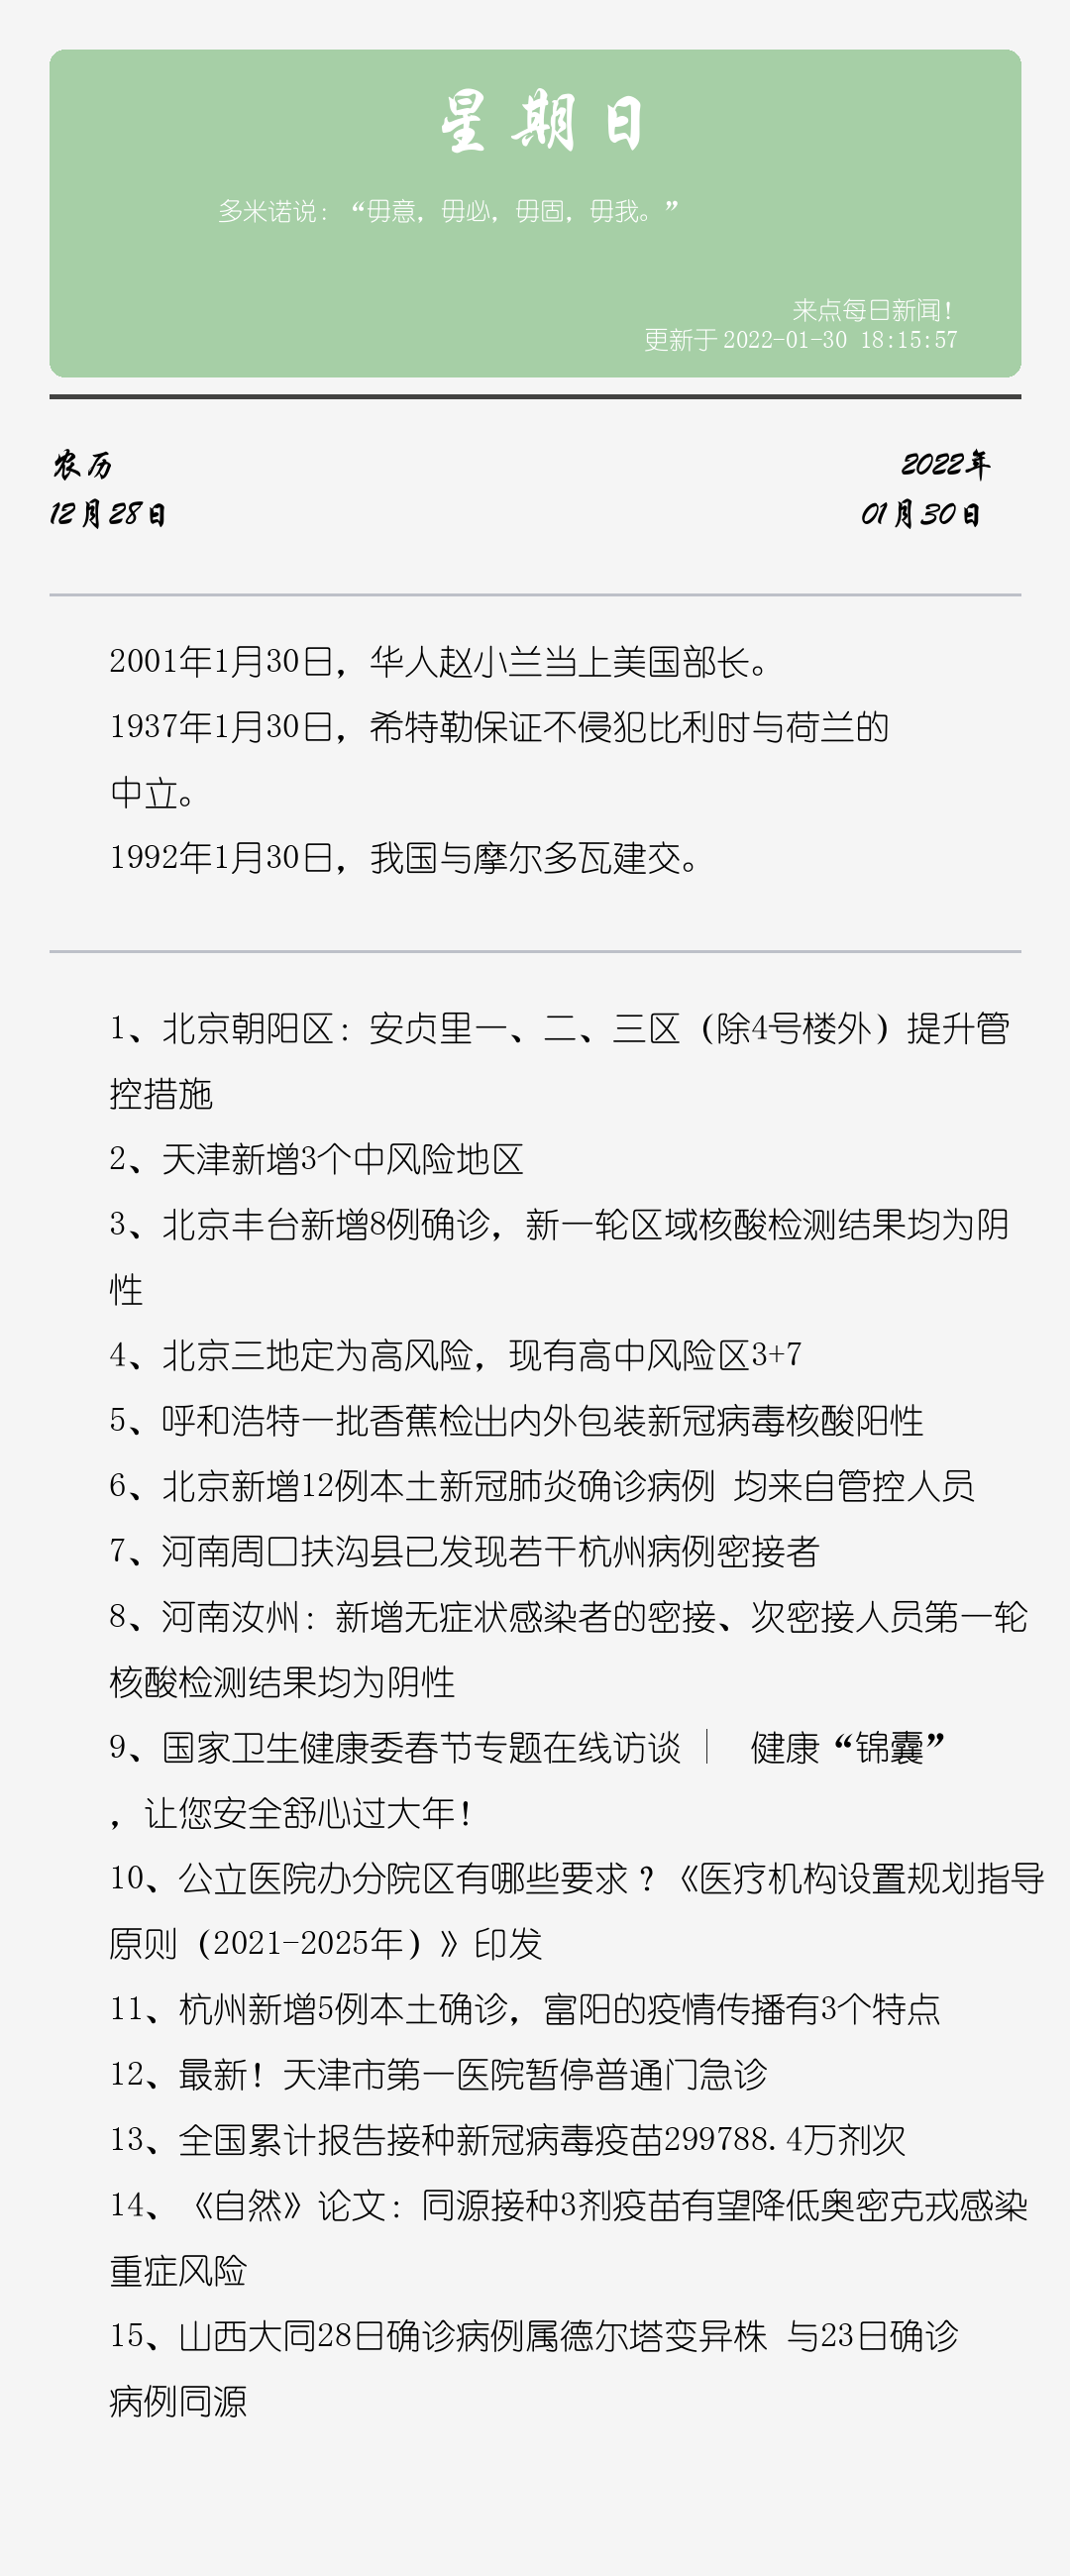 星期日
多米诺说：“毋意，毋必，毋固，毋我。”
来点每日新闻！
更新于 2022-01-30 18:15:57
农历
2022年
12月28日
01月30日
2001年1月30日，华人赵小兰当上美国部长。
1937年1月30日，希特勒保证不侵犯比利时与荷兰的
中立。
1992年1月30日，我国与摩尔多瓦建交。
1、北京朝阳区：安贞里一、二、三区（除4号楼外）提升管
控措施
2、天津新增3个中风险地区
3、北京丰台新增8例确诊，新一轮区域核酸检测结果均为阴
性
4、北京三地定为高风险，现有高中风险区3+7
5、呼和浩特一批香蕉检出内外包装新冠病毒核酸阳性
6、北京新增12例本土新冠肺炎确诊病例 均来自管控人员
7、河南周口扶沟县已发现若干杭州病例密接者
8、河南汝州：新增无症状感染者的密接、次密接人员第一轮
核酸检测结果均为阴性
9、国家卫生健康委春节专题在线访谈 | 健康“锦囊”
，让您安全舒心过大年！
10、公立医院办分院区有哪些要求？《医疗机构设置规划指导
原则（2021-2025年）》印发
11、杭州新增5例本土确诊，富阳的疫情传播有3个特点
12、最新！天津市第一医院暂停普通门急诊
13、全国累计报告接种新冠病毒疫苗299788.4万剂次
14、《自然》论文：同源接种3剂疫苗有望降低奥密克戎感染
重症风险
15、山西大同28日确诊病例属德尔塔变异株 与23日确诊
病例同源